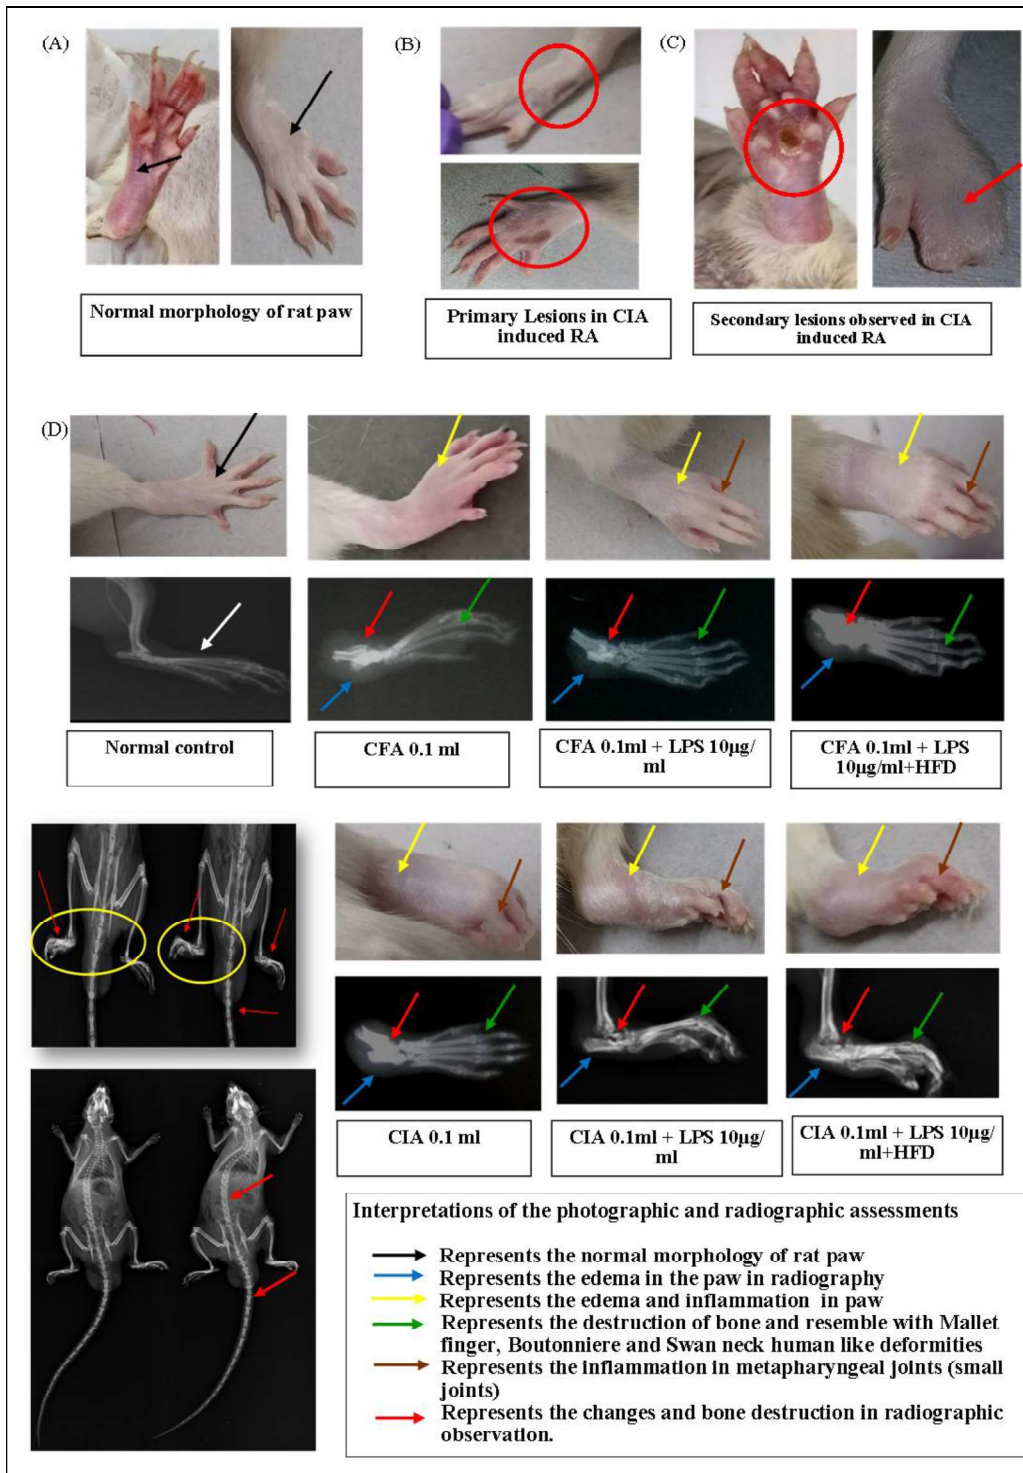 (A)
(B)
(C)
Normal morphology of rat paw
Primary Lesions in CIA
induced RA
Secondary lesions observed in CIA
induced RA
(D)
Normal control
CFA 0.1 ml
CFA 0.1ml + LPS 10µg/
ml
CFA 0.1ml + LPS
10µg/ml+HFD
CIA 0.1 ml
CIA 0.1ml + LPS 10µg/
ml
CIA 0.1ml + LPS 10µg/
ml+HFD
Interpretations of the photographic and radiographic assessments
Represents the normal morphology of rat paw
Represents the edema in the paw in radiography
Represents the edema and inflammation in paw
Represents the destruction of bone and resemble with Mallet
finger, Boutonniere and Swan neck human like deformities
Represents the inflammation in metapharyngeal joints (small
joints)
Represents the changes and bone destruction in radiographic
observation.